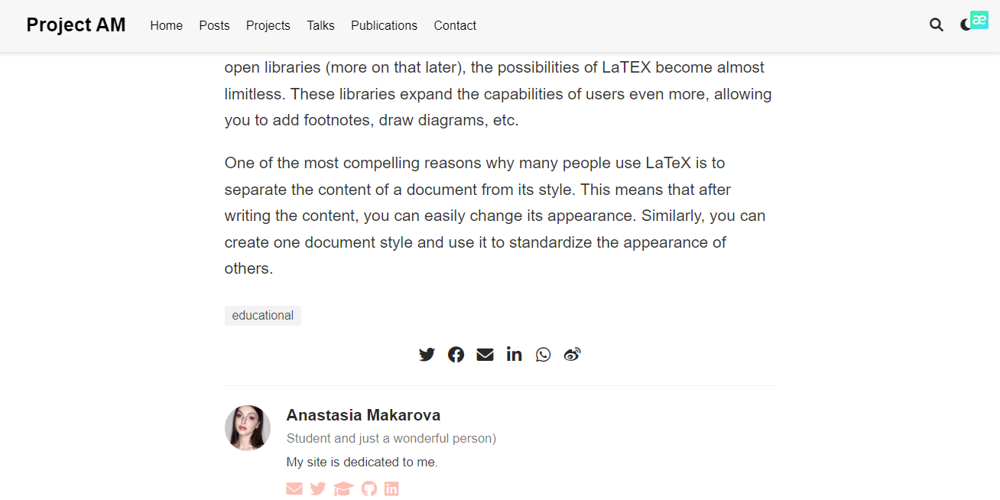 Project AM Home Posts Projects Talks Publications Contact
æ
open libraries (more on that later), the possibilities of LaTEX become almost
limitless. These libraries expand the capabilities of users even more, allowing
you to add footnotes, draw diagrams, etc.
One of the most compelling reasons why many people use LaTeX is to
separate the content of a document from its style. This means that after
writing the content, you can easily change its appearance. Similarly, you can
create one document style and use it to standardize the appearance of
others.
educational
Anastasia Makarova
Student and just a wonderful person)
My site is dedicated to me.